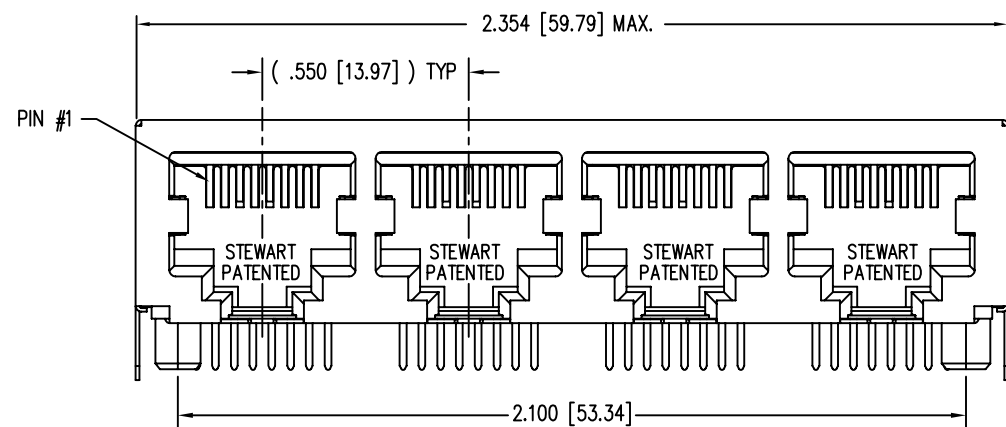 2.354 [59.79] MAX.
( .550 [13.97] ) TYP
PIN #1
STEWART
PATENTED
STEWART
PATENTED
STEWART
PATENTED
STEWART
PATENTED
2.100 [53.34]